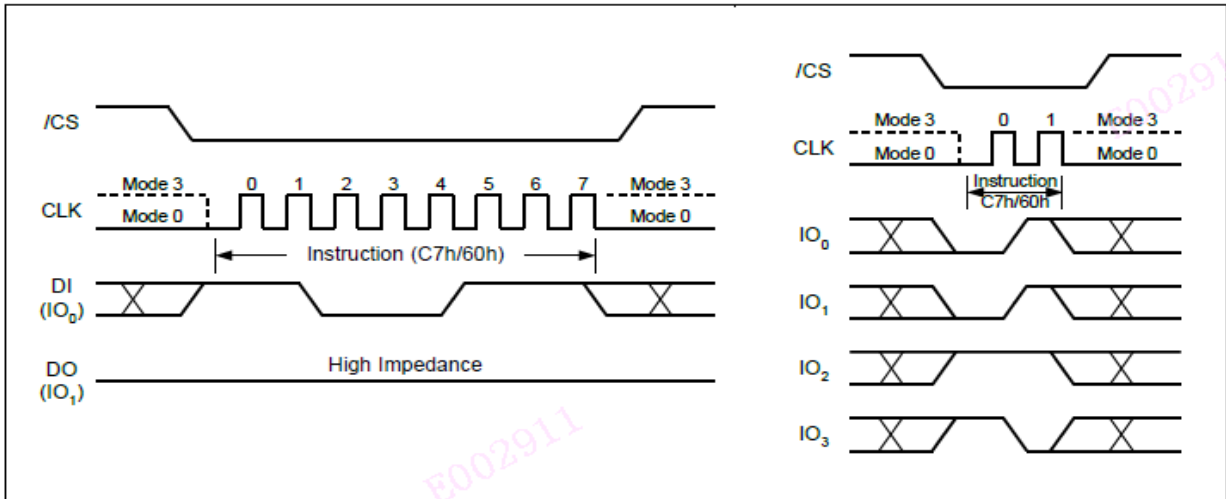 /CS
Mode 3 0 1 2 3 4 5 6 7 Mode 3
CLK Mode 0 Mode 0
Instruction (C7h/60h)
DI
(IO0)
DO High Impedance
(IO1)
/CS
Mode 3 0 1 Mode 3
CLK Mode 0 Mode 0
Instruction
C7h/60h
IO0
IO1
IO2
IO3
E002911
E002911